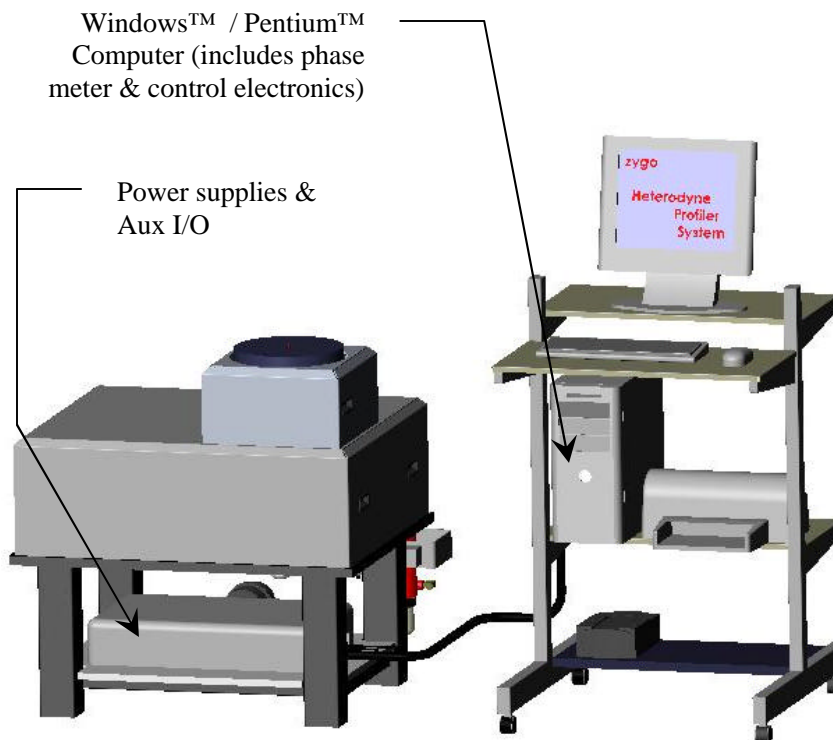 Windows™ / Pentium™
Computer (includes phase
meter & control electronics)
Power supplies &
Aux I/O
zygo
Heterodyne
Profiler
System